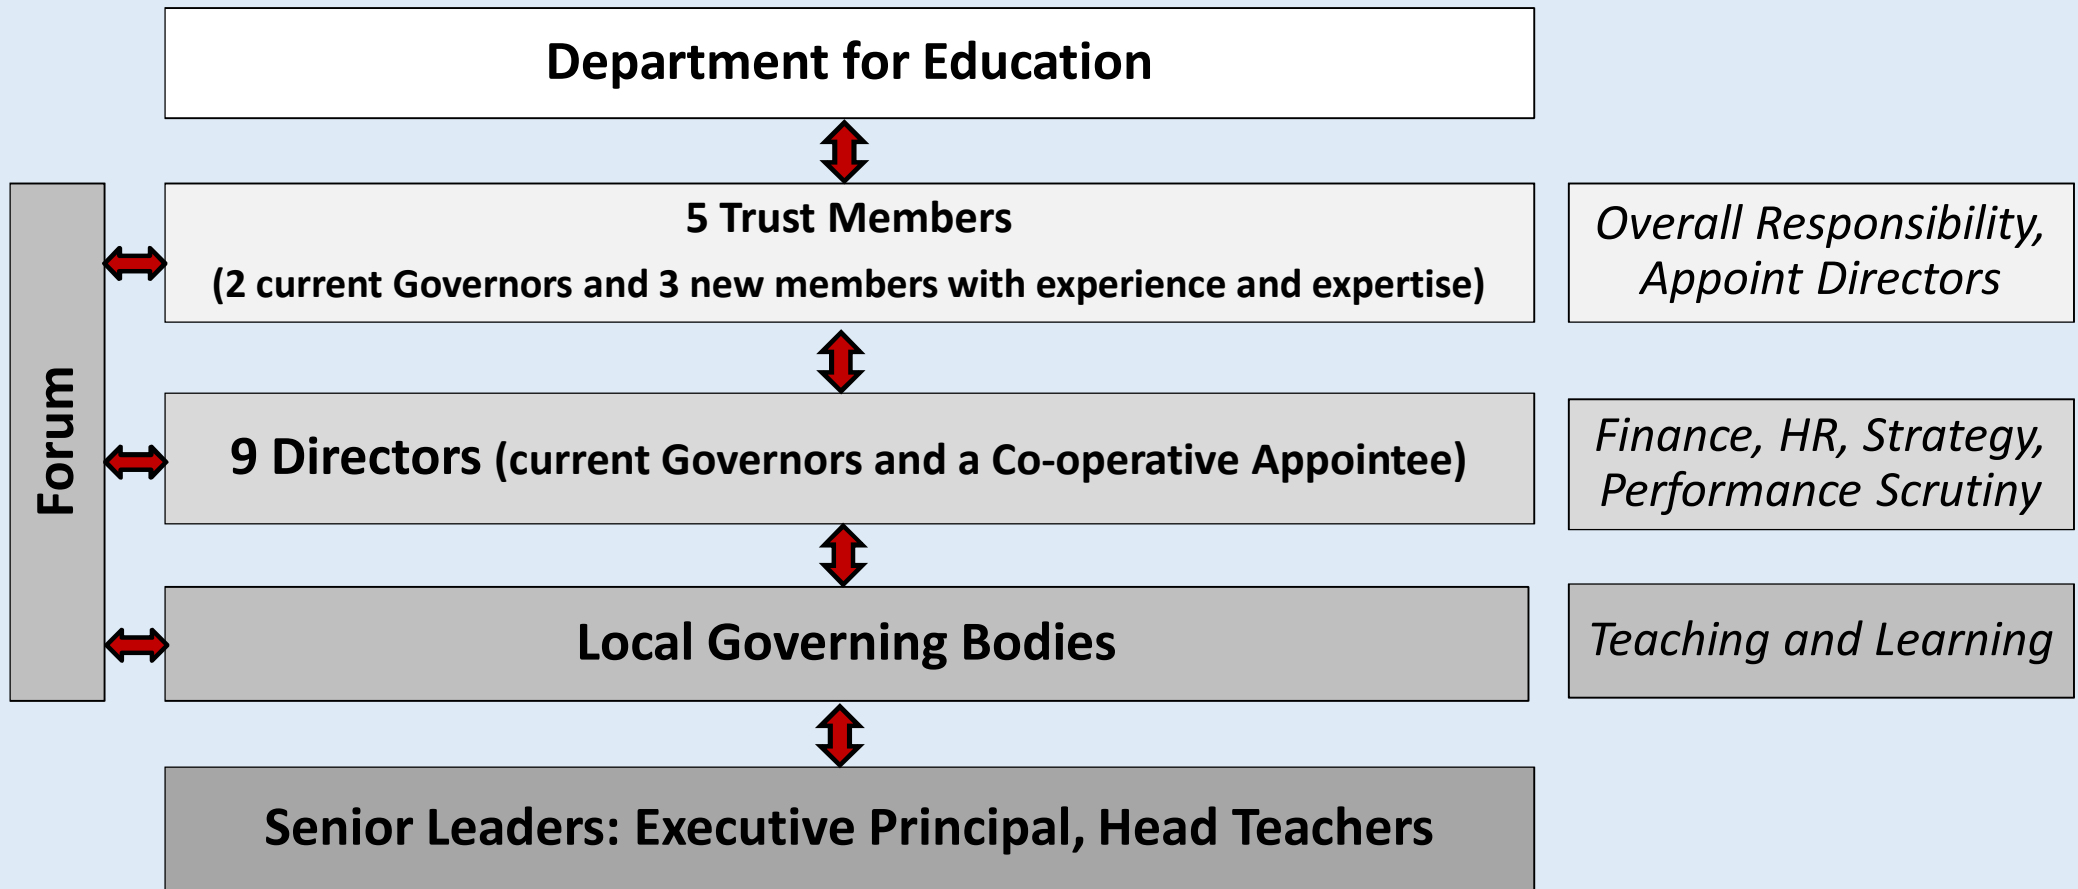 Department for Education
5 Trust Members
(2 current Governors and 3 new members with experience and expertise)
Overall Responsibility,
Appoint Directors
Forum
9 Directors (current Governors and a Co-operative Appointee)
Finance, HR, Strategy,
Performance Scrutiny
Local Governing Bodies
Teaching and Learning
Senior Leaders: Executive Principal, Head Teachers